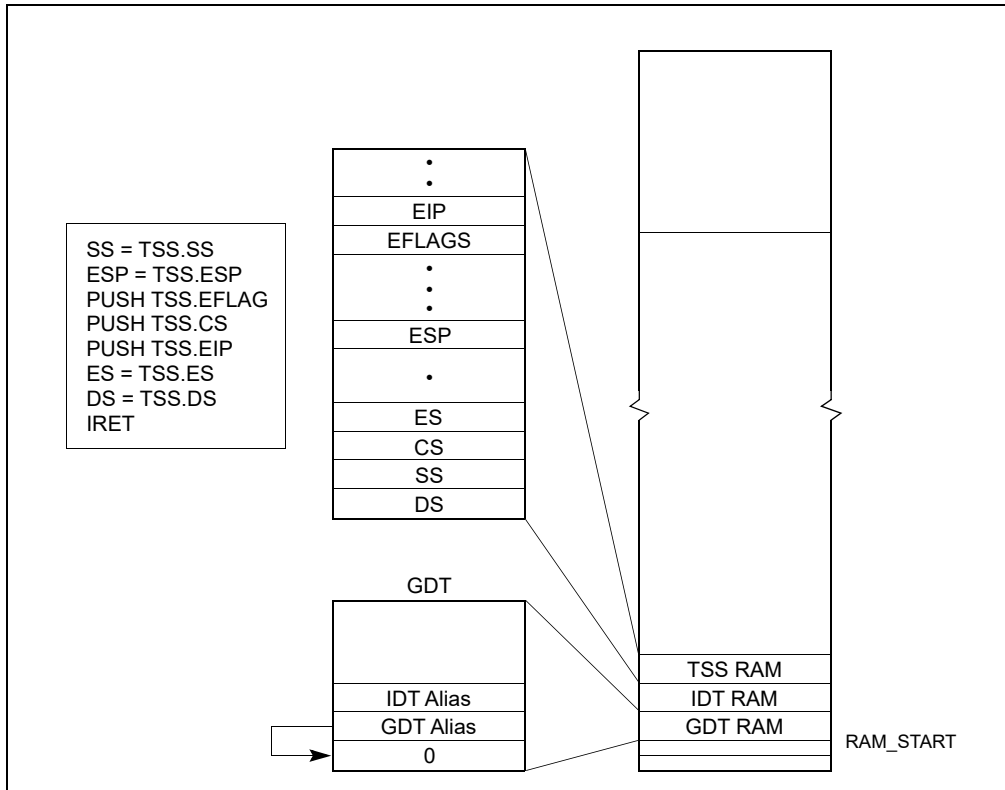 SS = TSS.SS
ESP = TSS.ESP
PUSH TSS.EFLAG
PUSH TSS.CS
PUSH TSS.EIP
ES = TSS.ES
DS = TSS.DS
IRET
•
•
EIP
EFLAGS
•
•
•
ESP
•
ES
CS
SS
DS
GDT
IDT Alias
GDT Alias
0
TSS RAM
IDT RAM
GDT RAM
RAM_START